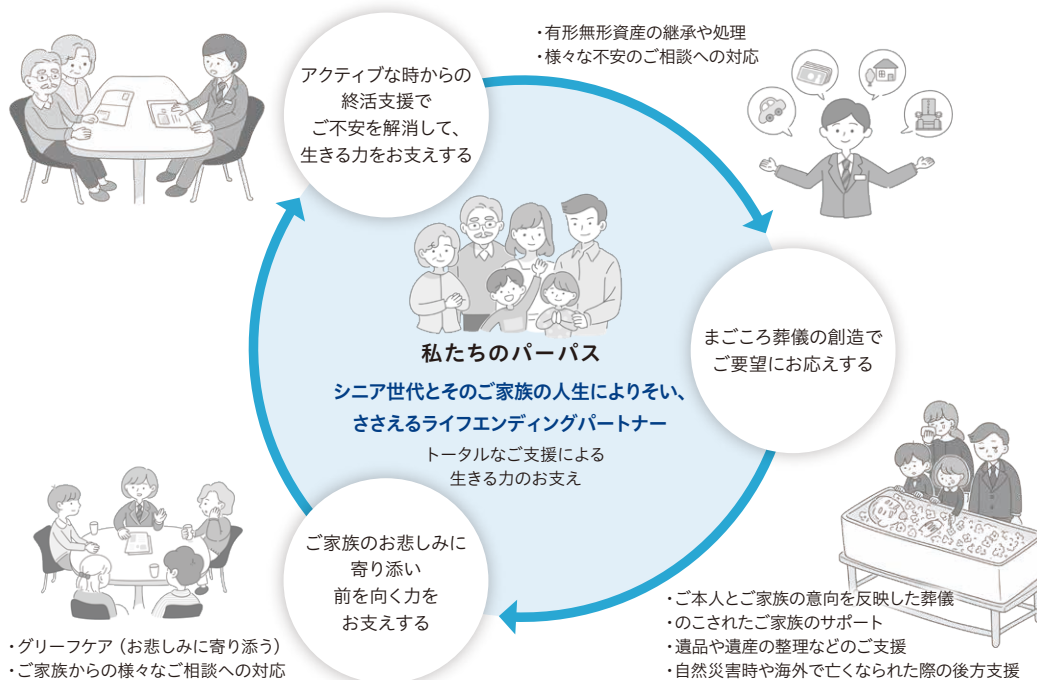 ・有形無形資産の継承や処理
・様々な不安のご相談への対応
アクティブな時からの
終活支援で
ご不安を解消して、
生きる力をお支えする
まごころ葬儀の創造で
ご要望にお応えする
私たちのパーパス
シニア世代とそのご家族の人生によりそい、
ささえるライフエンディングパートナー
トータルなご支援による
生きる力のお支え
ご家族のお悲しみに
寄り添い
前を向く力を
お支えする
・ご本人とご家族の意向を反映した葬儀
・のこされたご家族のサポート
・遺品や遺産の整理などのご支援
・自然災害時や海外で亡くなられた際の後方支援
・グリーフケア（お悲しみに寄り添う）
・ご家族からの様々なご相談への対応